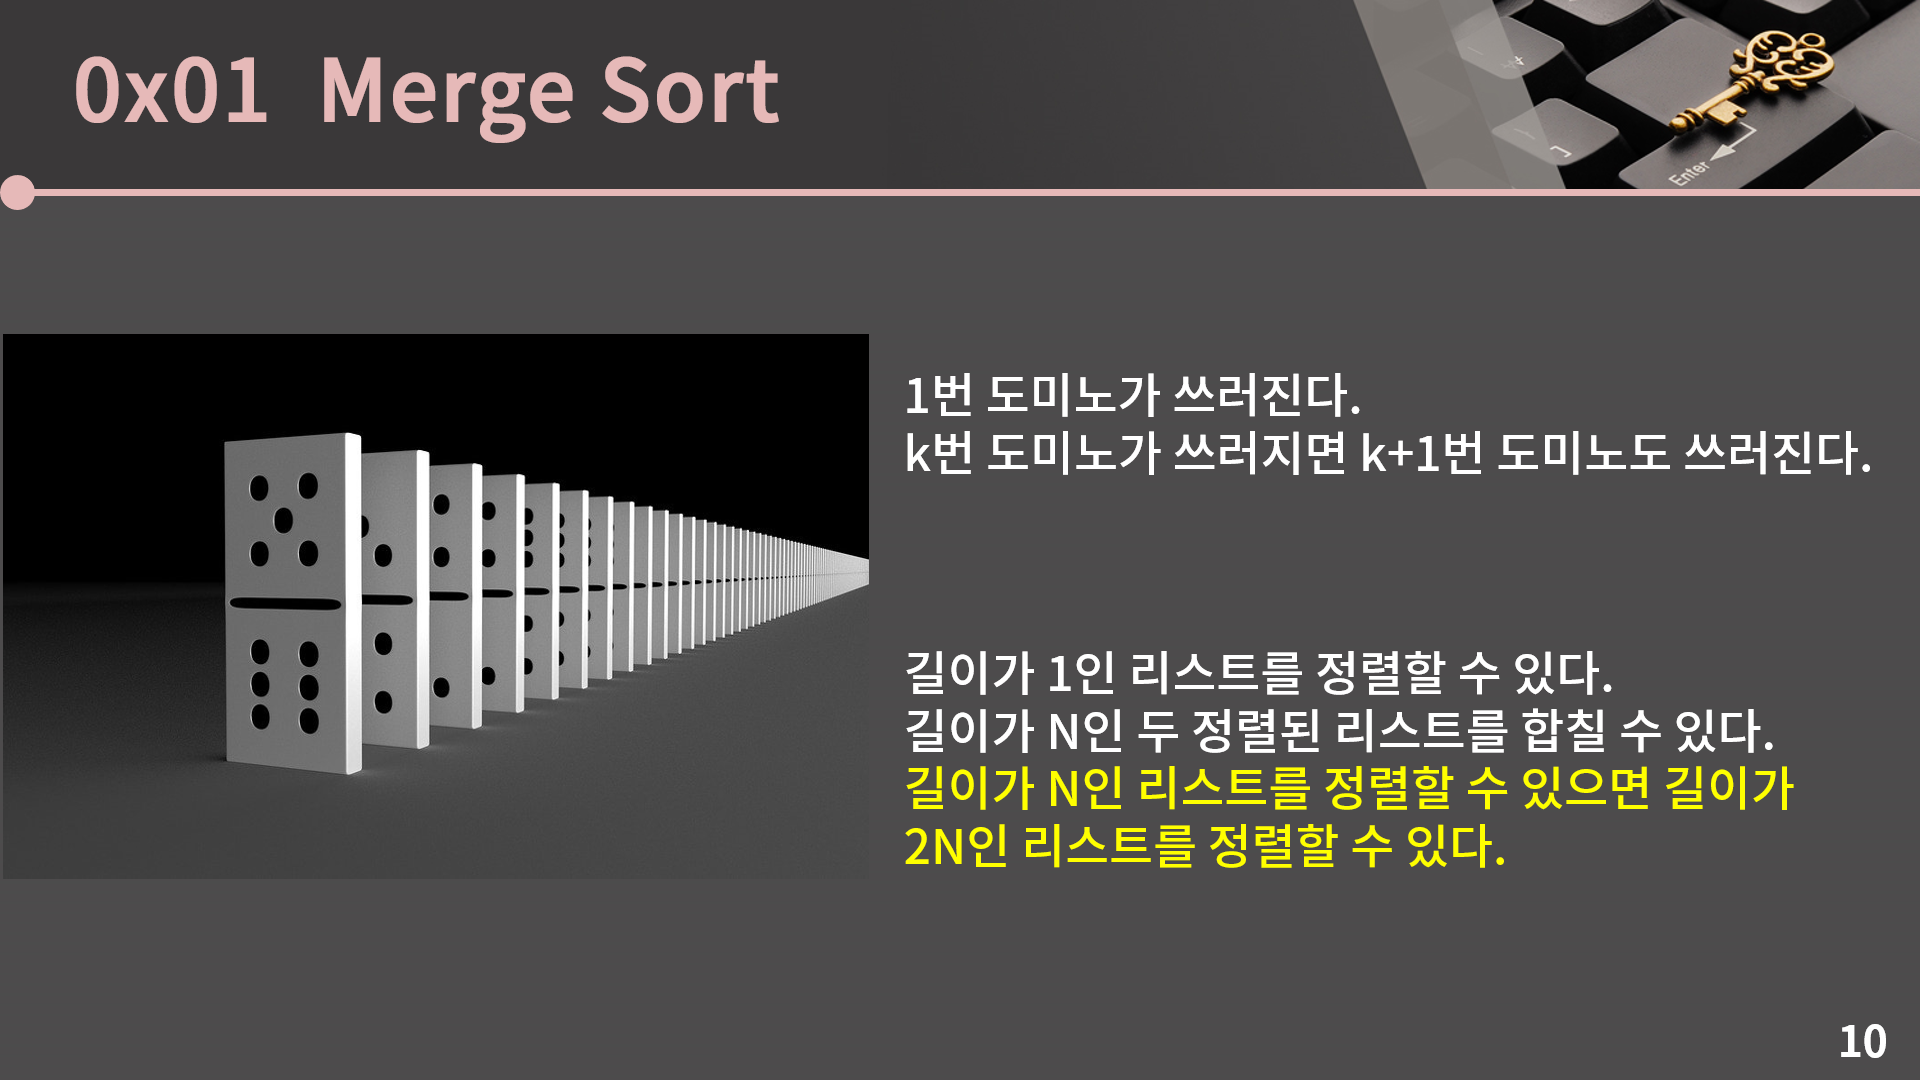 0x01 Merge Sort
Enter
1번 도미노가 쓰러진다.
k번 도미노가 쓰러지면 k+1번 도미노도 쓰러진다.
길이가 1인 리스트를 정렬할 수 있다.
길이가 N인 두 정렬된 리스트를 합칠 수 있다.
길이가 N인 리스트를 정렬할 수 있으면 길이가
2N인 리스트를 정렬할 수 있다.
10